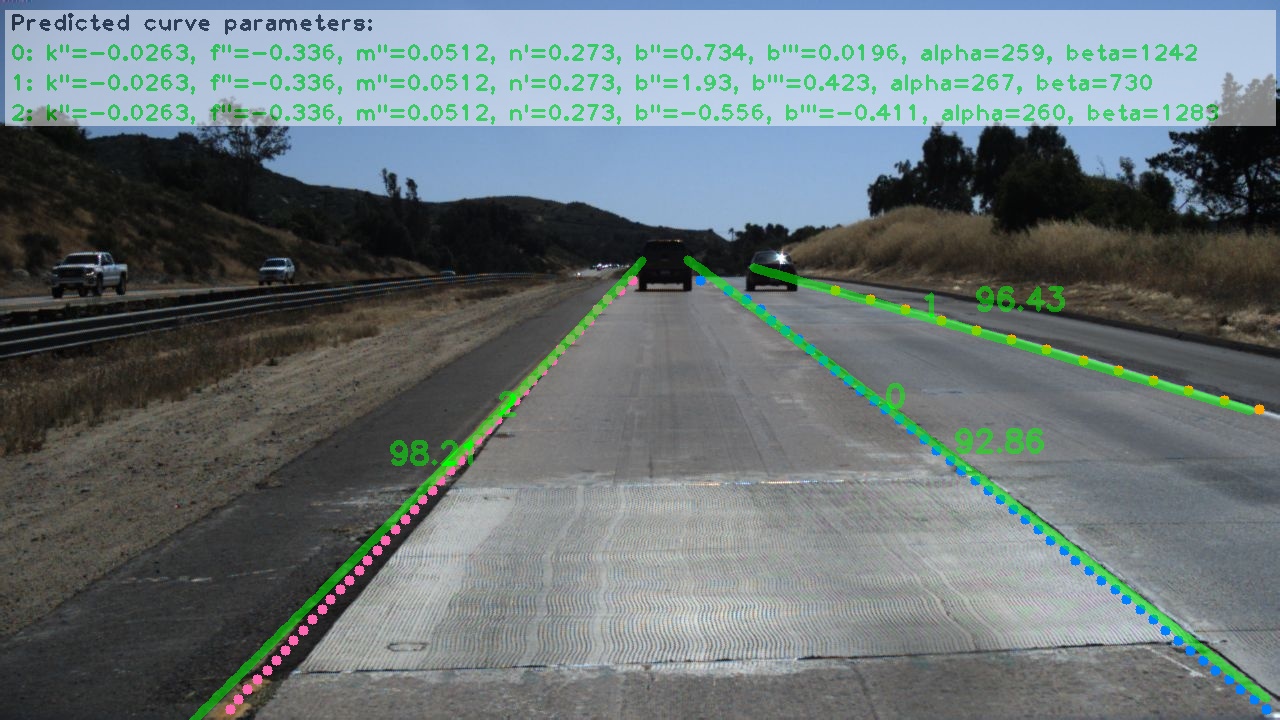 Predicted curve parameters:
0: k''=-0.0263, f''=-0.336, m''=0.0512, n'=0.273, b''=0.734, b'''=0.0196, alpha=259, beta=1242
1: k''=-0.0263, f''=-0.336, m''=0.0512, n'=0.273, b''=1.93, b'''=0.423, alpha=267, beta=730
2: k''=-0.0263, f''=-0.336, m''=0.0512, n'=0.273, b''=-0.556, b'''=-0.411, alpha=260, beta=1283
1 96.43
2
0
98.21
92.86